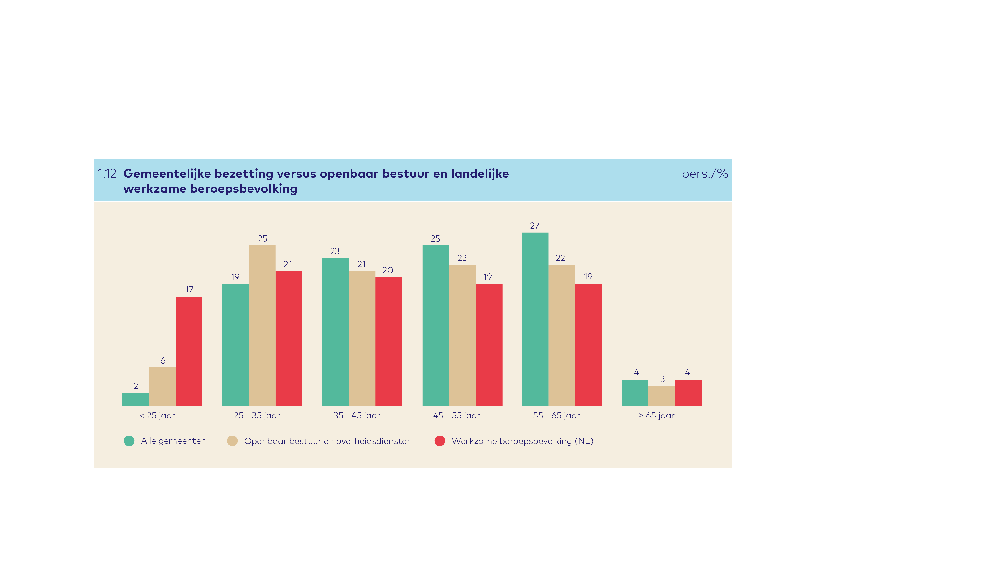 1.12 Gemeentelijke bezetting versus openbaar bestuur en landelijke pers./%
werkzame beroepsbevolking
2 6 17
19 25 21
23 21 20
25 22 19
27 22 19
4 3 4
< 25 jaar 25 - 35 jaar 35 - 45 jaar 45 - 55 jaar 55 - 65 jaar ≥ 65 jaar
Alle gemeenten Openbaar bestuur en overheidsdiensten Werkzame beroepsbevolking (NL)